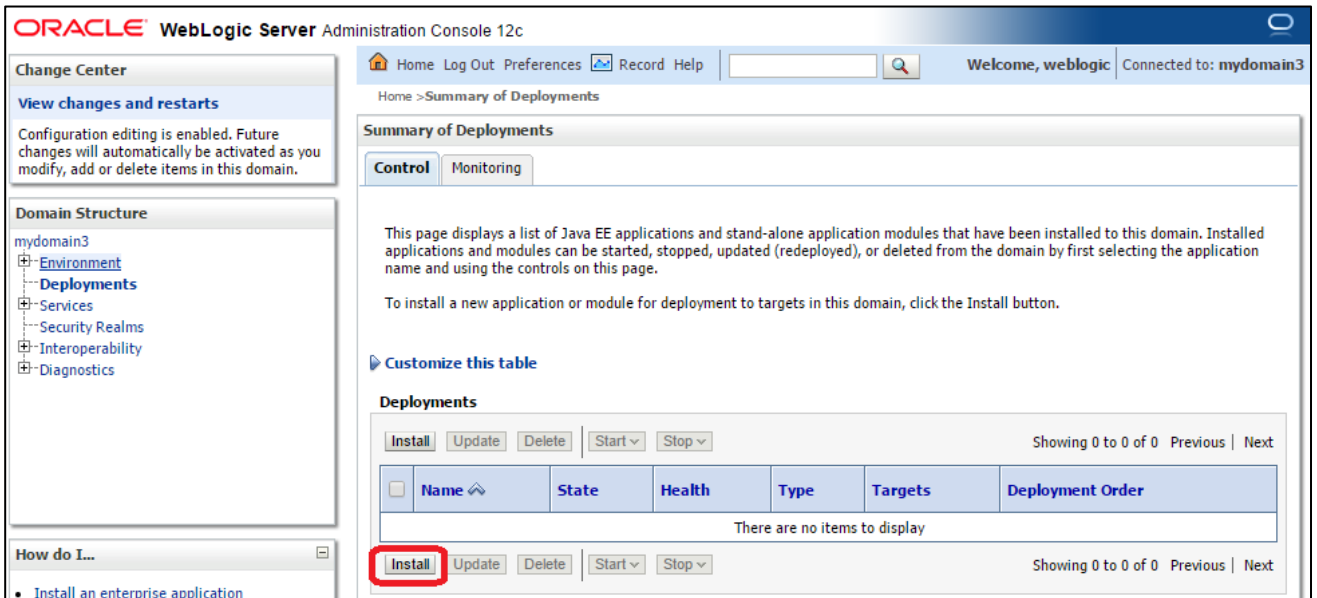 ORACLE WebLogic Server Administration Console 12c
Change Center
View changes and restarts
Configuration editing is enabled. Future
changes will automatically be activated as you
modify, add or delete items in this domain.
Domain Structure
mydomain3
Environment
Deployments
Services
Security Realms
Interoperability
Diagnostics
How do I...
Install an enterprise application
Home Log Out Preferences Record Help
Welcome, weblogic Connected to: mydomain3
Home >Summary of Deployments
Summary of Deployments
Control Monitoring
This page displays a list of Java EE applications and stand-alone application modules that have been installed to this domain. Installed
applications and modules can be started, stopped, updated (redeployed), or deleted from the domain by first selecting the application
name and using the controls on this page.
To install a new application or module for deployment to targets in this domain, click the Install button.
Customize this table
Deployments
Install Update Delete Start Stop Showing 0 to 0 of 0 Previous | Next
Name State Health Type Targets Deployment Order
There are no items to display
Install Update Delete Start Stop Showing 0 to 0 of 0 Previous | Next